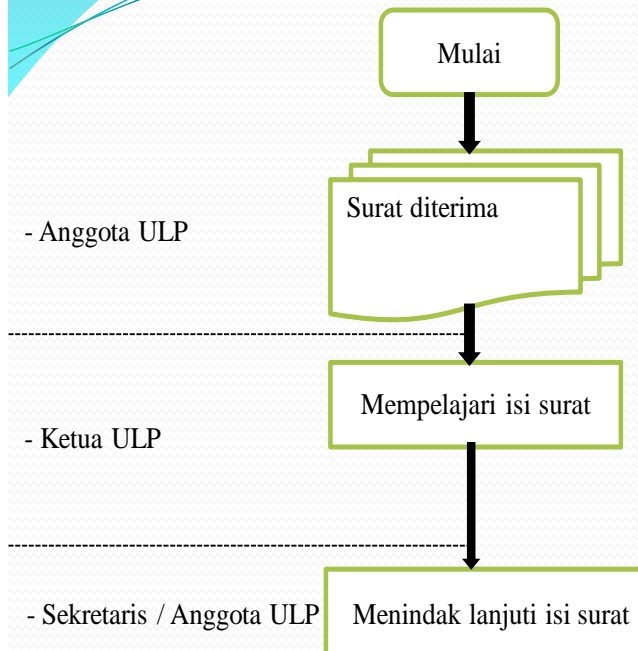 Mulai
Surat diterima
- Anggota ULP
Mempelajari isi surat
- Ketua ULP
- Sekretaris / Anggota ULP
Menindak lanjuti isi surat